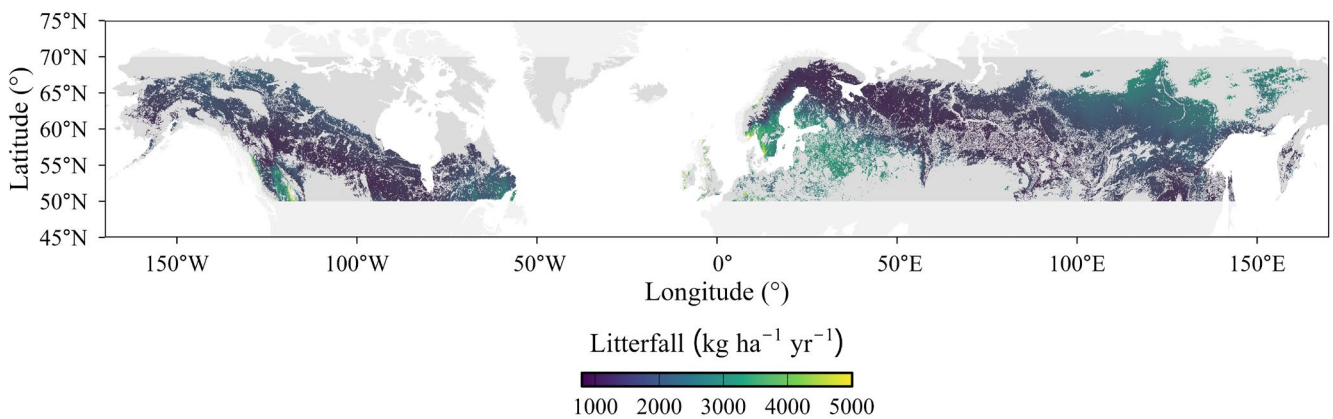 75°N
70°N
65°N
60°N
55°N
50°N
45°N
Latitude (°)
150°W 100°W 50°W 0° 50°E 100°E 150°E
Longitude (°)
Litterfall (kg ha⁻¹ yr⁻¹)
1000 2000 3000 4000 5000